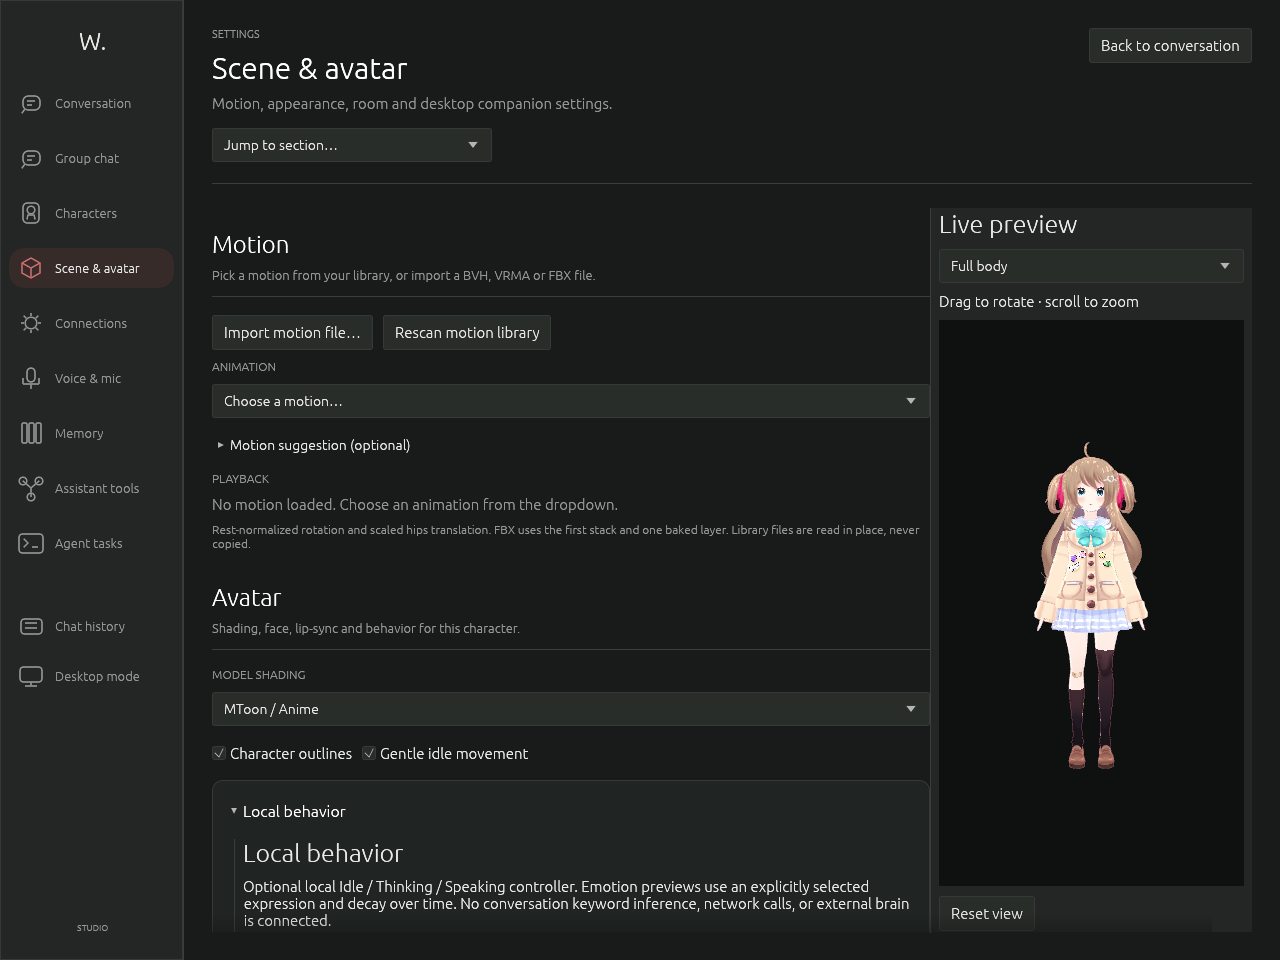 W.
Conversation
Group chat
Characters
Scene & avatar
Connections
Voice & mic
Memory
Assistant tools
Agent tasks
Chat history
Desktop mode
STUDIO
SETTINGS
Scene & avatar
Motion, appearance, room and desktop companion settings.
Jump to section…
Back to conversation
Motion
Pick a motion from your library, or import a BVH, VRMA or FBX file.
Import motion file…
Rescan motion library
ANIMATION
Choose a motion…
Motion suggestion (optional)
PLAYBACK
No motion loaded. Choose an animation from the dropdown.
Rest-normalized rotation and scaled hips translation. FBX uses the first stack and one baked layer. Library files are read in place, never
copied.
Avatar
Shading, face, lip-sync and behavior for this character.
MODEL SHADING
MToon / Anime
Character outlines
Gentle idle movement
Local behavior
Local behavior
Optional local Idle / Thinking / Speaking controller. Emotion previews use an explicitly selected
expression and decay over time. No conversation keyword inference, network calls, or external brain
is connected.
Live preview
Full body
Drag to rotate · scroll to zoom
Reset view